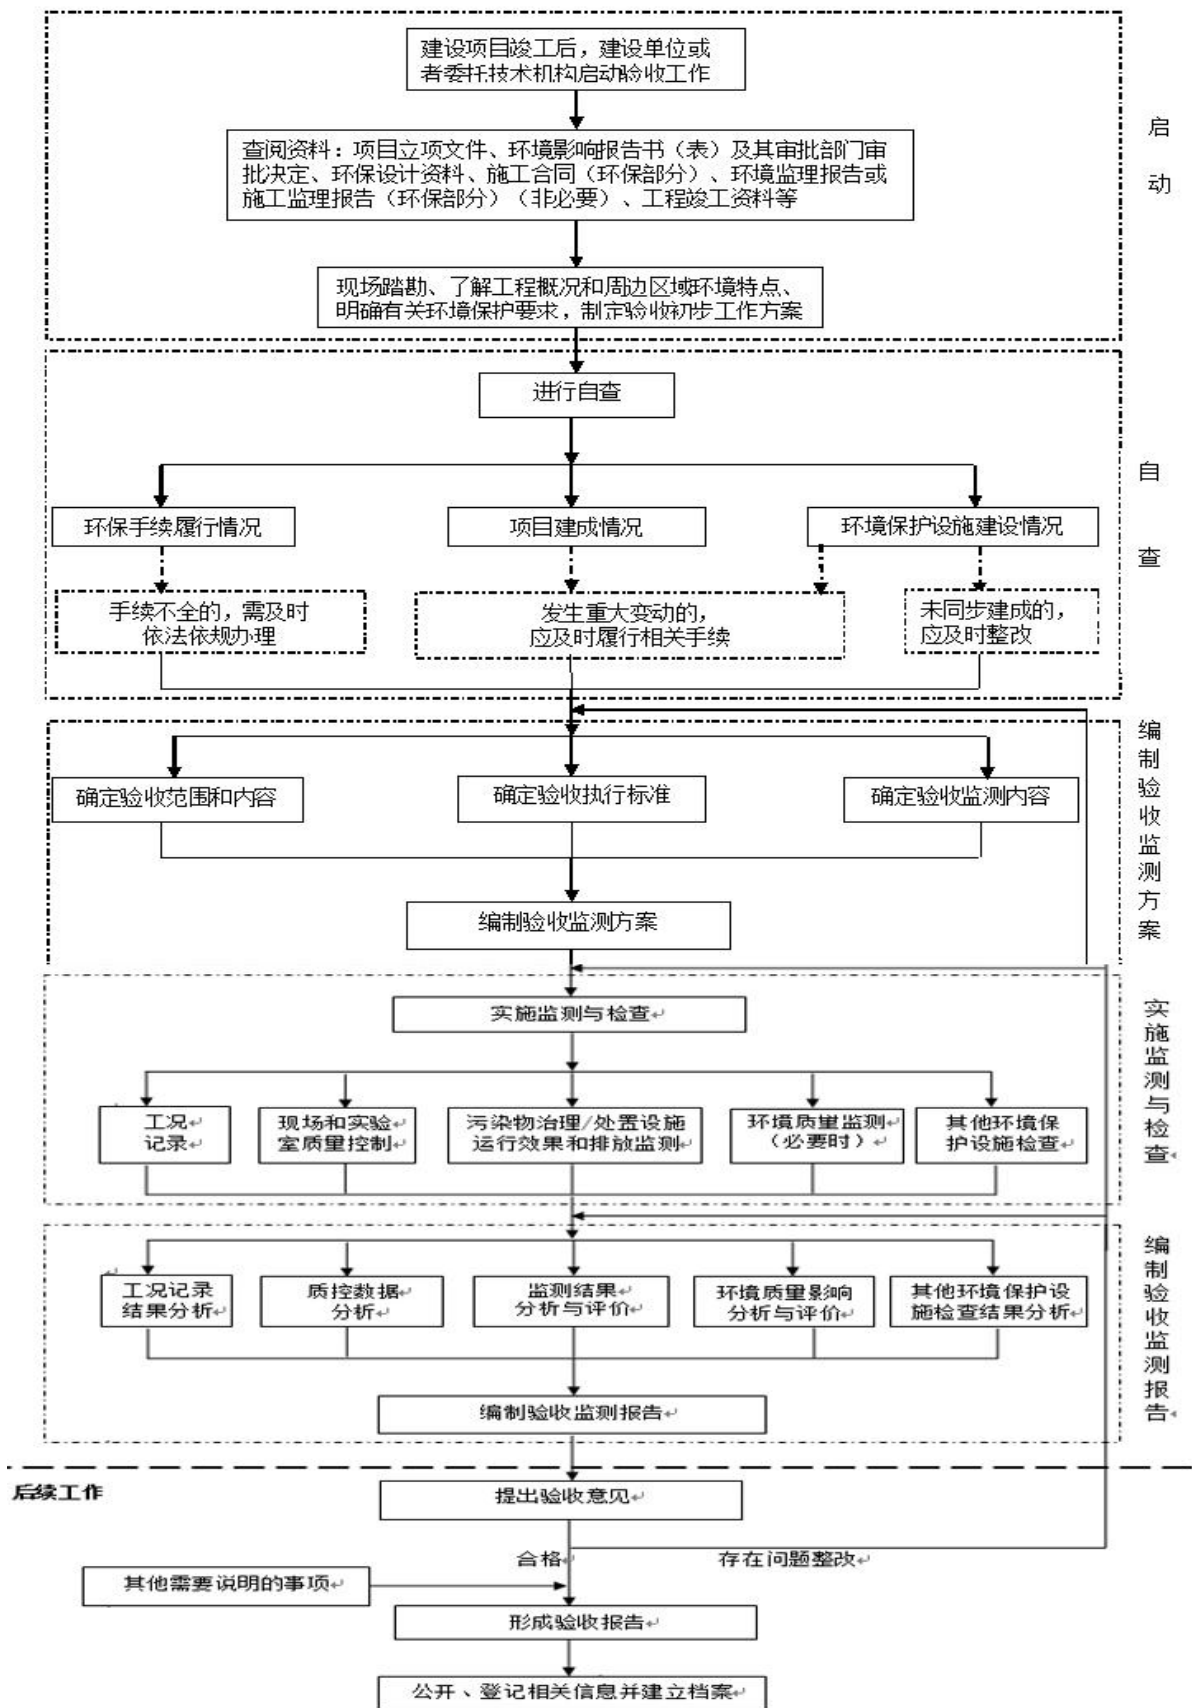 建设项目竣工后，建设单位或
者委托技术机构启动验收工作
启
动
查阅资料：项目立项文件、环境影响报告书（表）及其审批部门审
批决定、环保设计资料、施工合同（环保部分）、环境监理报告或
施工监理报告（环保部分）（非必要）、工程竣工资料等
现场踏勘、了解工程概况和周边区域环境特点、
明确有关环境保护要求，制定验收初步工作方案
进行自查
自
查
环保手续履行情况
项目建成情况
环境保护设施建设情况
手续不全的，需及时
依法依规办理
发生重大变动的，
应及时履行相关手续
未同步建成的，
应及时整改
编
制
验
收
监
测
方
案
确定验收范围和内容
确定验收执行标准
确定验收监测内容
编制验收监测方案
实施监测与检查
实
施
监
测
与
检
查
工况
记录
现场和实验
室质量控制
污染物治理/处置设施
运行效果和排放监测
环境质量监测
（必要时）
其他环境保
护设施检查
编
制
验
收
监
测
报
告
工况记录
结果分析
质控数据
分析
监测结果
分析与评价
环境质量影响
分析与评价
其他环境保护设
施检查结果分析
编制验收监测报告
后续工作
提出验收意见
合格
存在问题整改
其他需要说明的事项
形成验收报告
公开、登记相关信息并建立档案